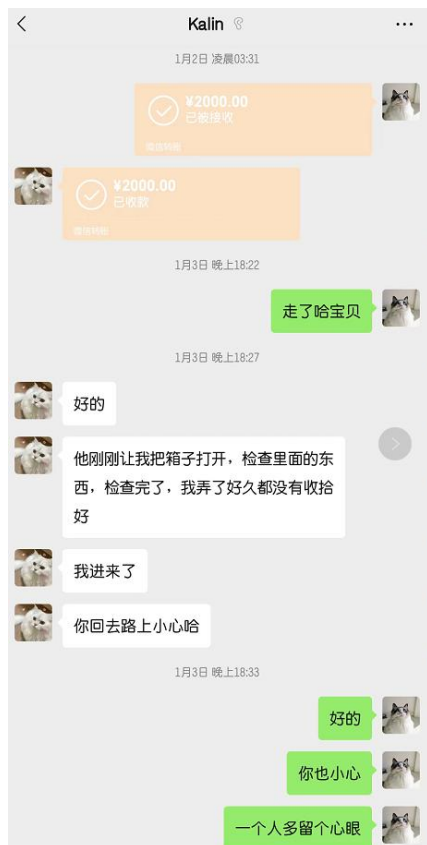 Kalin
1月2日 凌晨03:31
¥2000.00
已被接收
微信转账
¥2000.00
已收款
微信转账
1月3日 晚上18:22
走了哈宝贝
1月3日 晚上18:27
好的
他刚刚让我把箱子打开，检查里面的东
西，检查完了，我弄了好久都没有收拾
好
我进来了
你回去路上小心哈
1月3日 晚上18:33
好的
你也小心
一个人多留个心眼